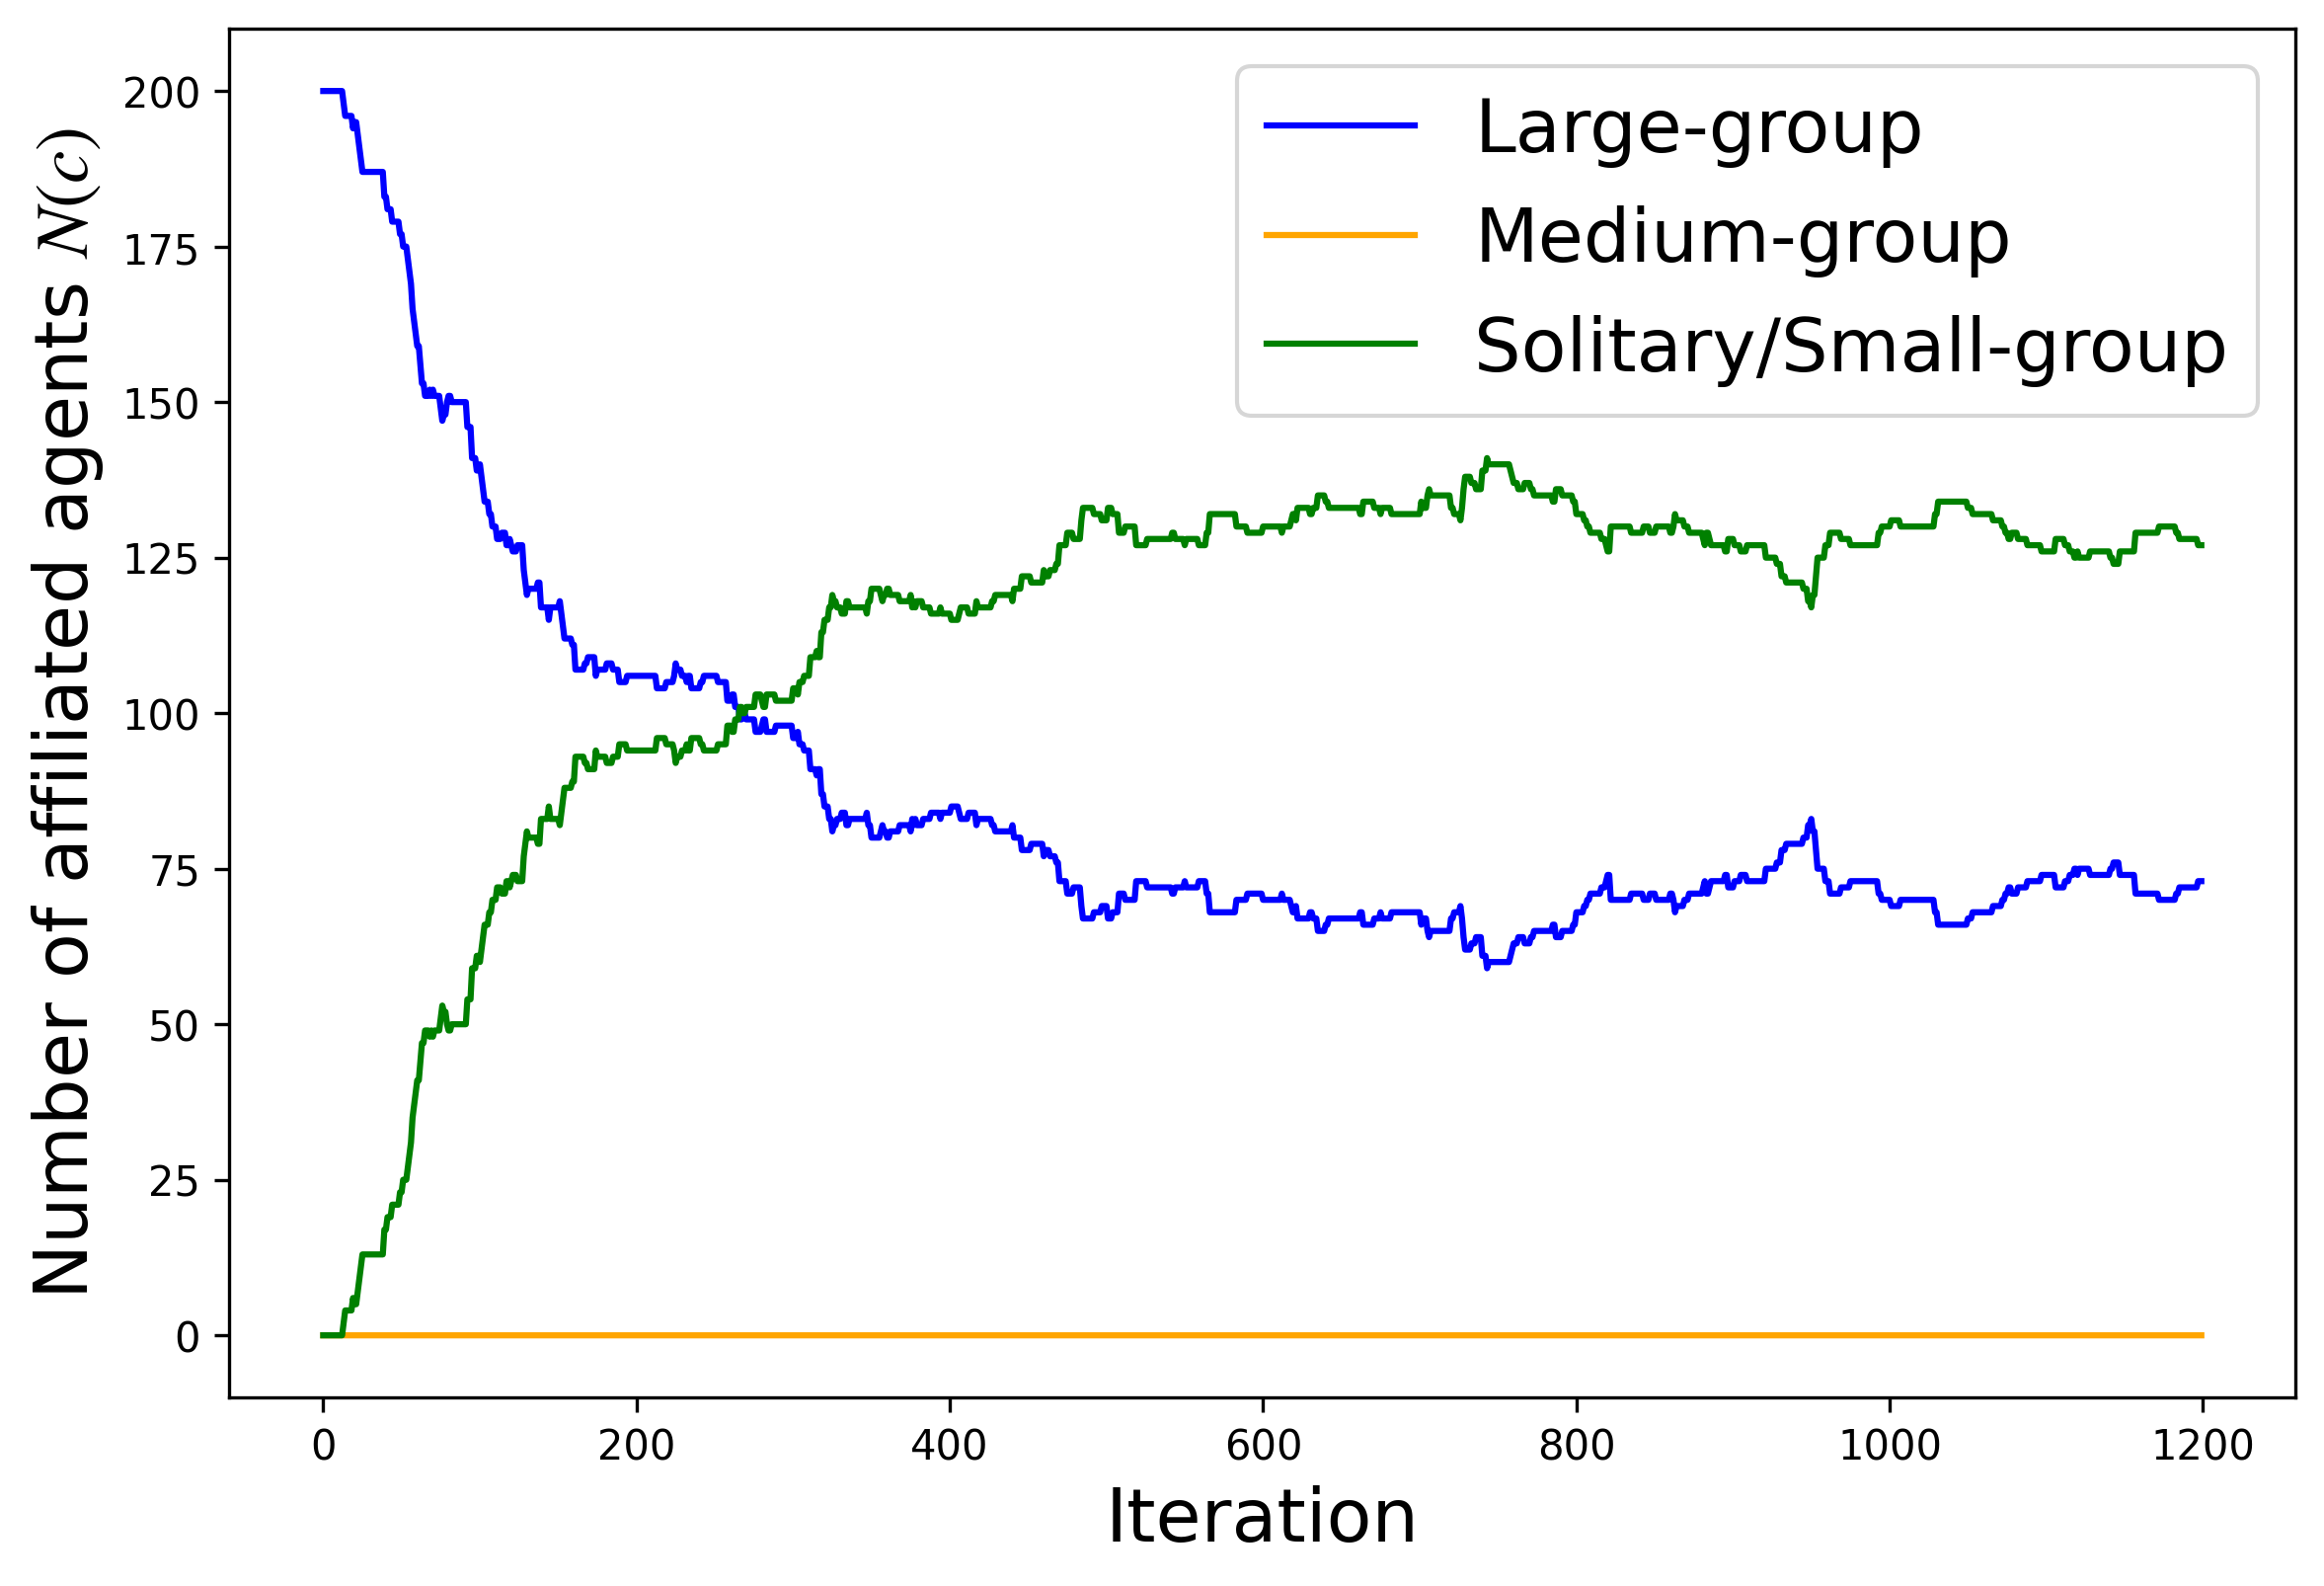 Number of affiliated agents N(c)
200
175
150
125
100
75
50
25
0
Large-group
Medium-group
Solitary/Small-group
0 200 400 600 800 1000 1200
Iteration